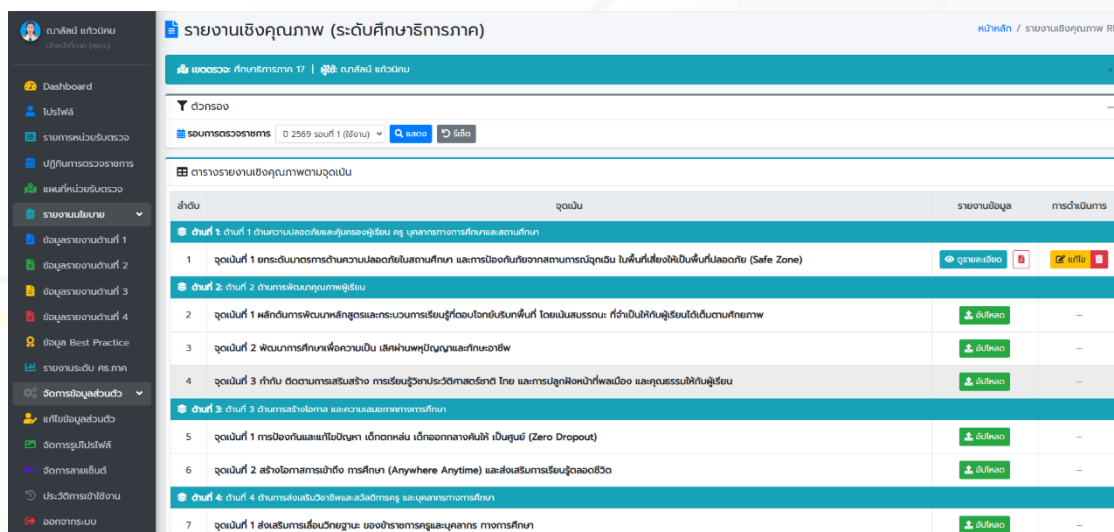 ณาลัลน์ แก้วนิคม
เจ้าหน้าที่ภาค (ศธภ.)
Dashboard
โปรไฟล์
รายการหน่วยรับตรวจ
ปฏิทินการตรวจราชการ
แผนที่หน่วยรับตรวจ
รายงานนโยบาย
ข้อมูลรายงานด้านที่ 1
ข้อมูลรายงานด้านที่ 2
ข้อมูลรายงานด้านที่ 3
ข้อมูลรายงานด้านที่ 4
ข้อมูล Best Practice
รายงานระดับ ศธ.ภาค
จัดการข้อมูลส่วนตัว
แก้ไขข้อมูลส่วนตัว
จัดการรูปโปรไฟล์
จัดการลายเซ็นต์
ประวัติการเข้าใช้งาน
ออกจากระบบ
รายงานเชิงคุณภาพ (ระดับศึกษาธิการภาค)
หน้าหลัก / รายงานเชิงคุณภาพ
เขตตรวจ: ศึกษาธิการภาค 17 | ผู้ใช้: ณาลัลน์ แก้วนิคม
ตัวกรอง
รอบการตรวจราชการ ปี 2569 รอบที่ 1 (ใช้งาน) แสดง รีเซ็ต
ตารางรายงานเชิงคุณภาพตามจุดเน้น
ลำดับ จุดเน้น รายงานข้อมูล การดำเนินการ
ด้านที่ 1: ด้านที่ 1 ด้านความปลอดภัยและคุ้มครองผู้เรียน ครู บุคลากรทางการศึกษาและสถานศึกษา
1 จุดเน้นที่ 1 ยกระดับมาตรการด้านความปลอดภัยในสถานศึกษา และการป้องกันภัยจากสถานการณ์ฉุกเฉิน ในพื้นที่เสี่ยงให้เป็นพื้นที่ปลอดภัย (Safe Zone) ดูรายละเอียด แก้ไข
ด้านที่ 2: ด้านที่ 2 ด้านการพัฒนาคุณภาพผู้เรียน
2 จุดเน้นที่ 1 ผลักดันการพัฒนาหลักสูตรและกระบวนการเรียนรู้ที่ตอบโจทย์บริบทพื้นที่ โดยเน้นสมรรถนะ ที่จำเป็นให้กับผู้เรียนได้เต็มตามศักยภาพ อัปโหลด -
3 จุดเน้นที่ 2 พัฒนาการศึกษาเพื่อความเป็น เลิศผ่านพหุปัญญาและทักษะอาชีพ อัปโหลด -
4 จุดเน้นที่ 3 กำกับ ติดตามการเสริมสร้าง การเรียนรู้วิชาประวัติศาสตร์ชาติ ไทย และการปลูกฝังหน้าที่พลเมือง และคุณธรรมให้กับผู้เรียน อัปโหลด -
ด้านที่ 3: ด้านที่ 3 ด้านการสร้างโอกาส และความเสมอภาคทางการศึกษา
5 จุดเน้นที่ 1 การป้องกันและแก้ไขปัญหา เด็กตกหล่น เด็กออกกลางคันให้ เป็นศูนย์ (Zero Dropout) อัปโหลด -
6 จุดเน้นที่ 2 สร้างโอกาสการเข้าถึง การศึกษา (Anywhere Anytime) และส่งเสริมการเรียนรู้ตลอดชีวิต อัปโหลด -
ด้านที่ 4: ด้านที่ 4 ด้านการส่งเสริมวิชาชีพและสวัสดิการครู และบุคลากรทางการศึกษา
7 จุดเน้นที่ 1 ส่งเสริมการเลื่อนวิทยฐานะ ของข้าราชการครูและบุคลากร ทางการศึกษา อัปโหลด -